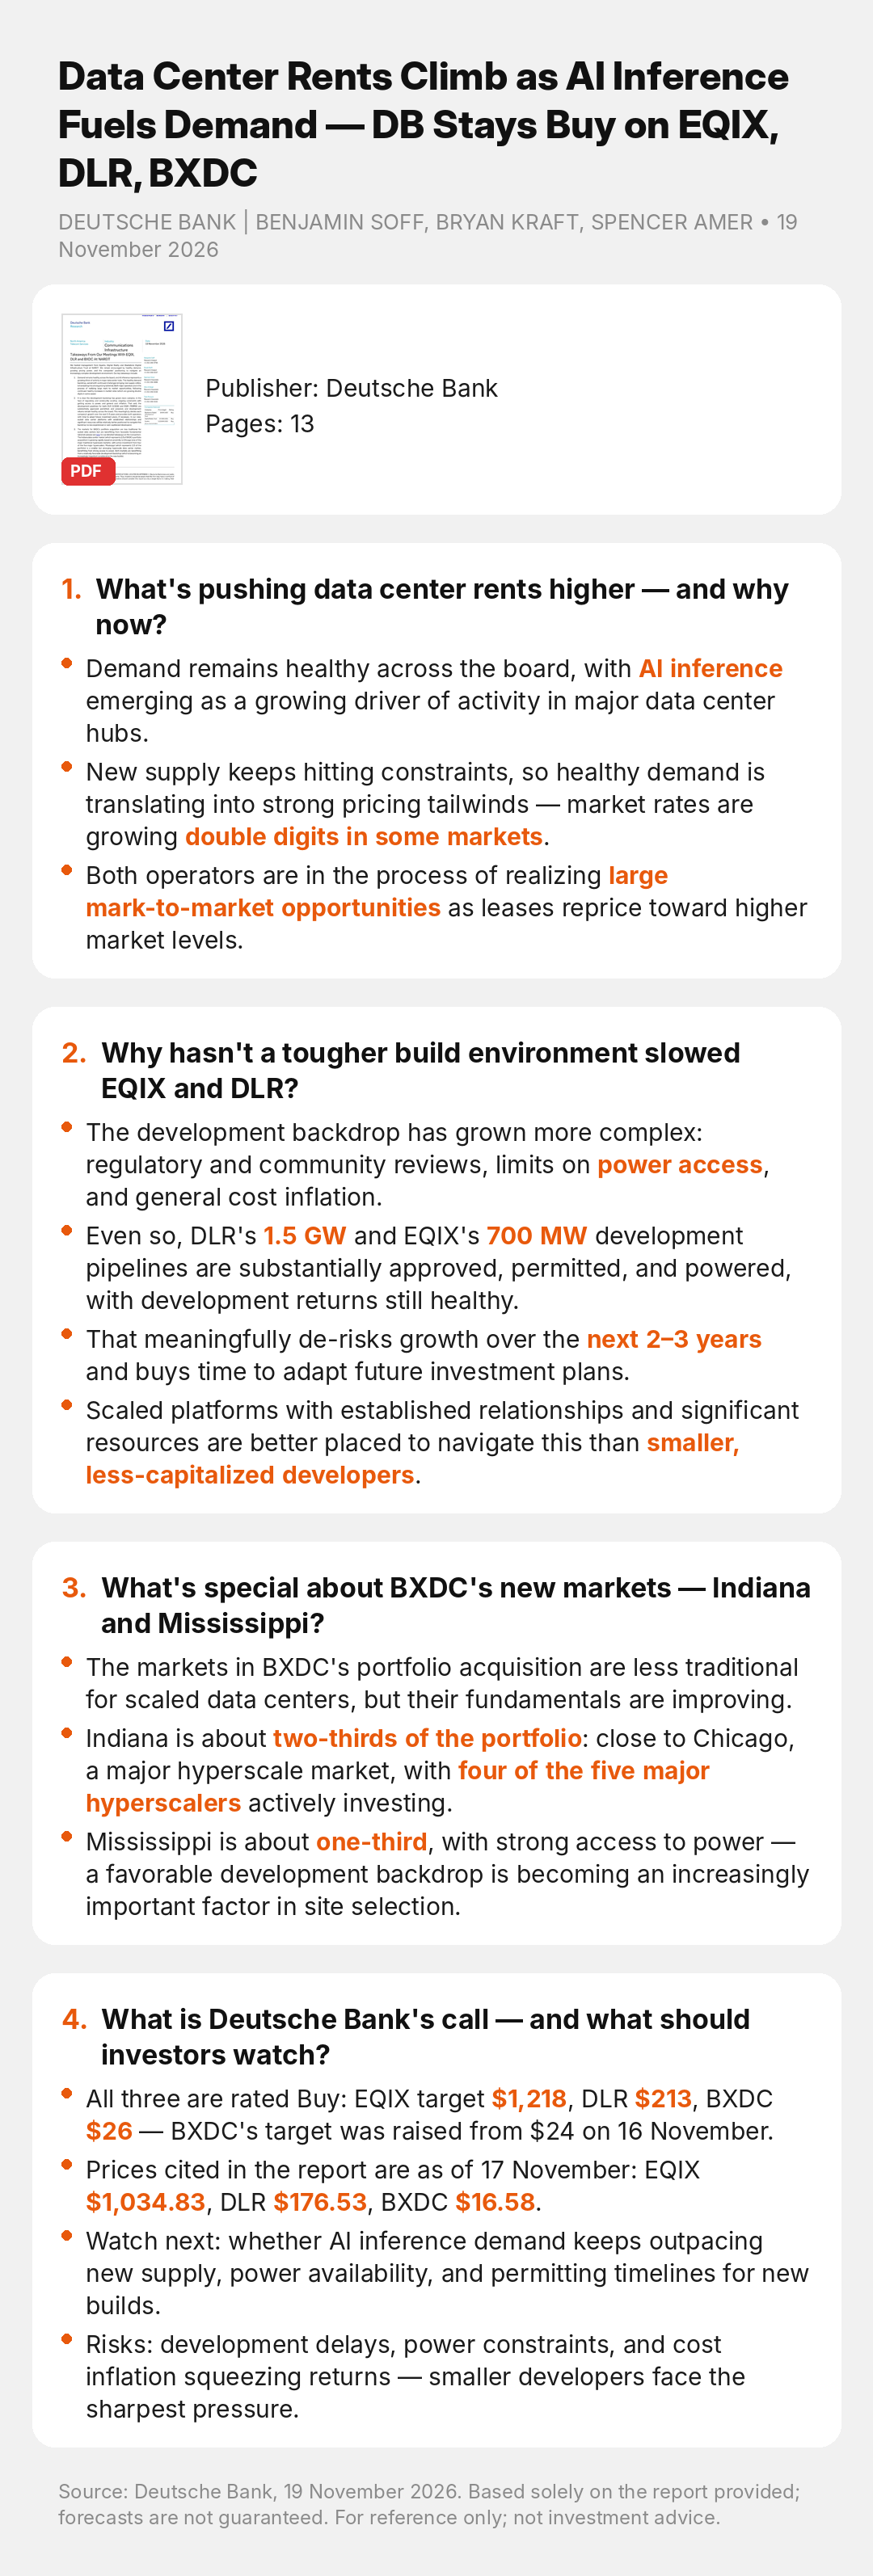 Data Center Rents Climb as AI Inference
Fuels Demand — DB Stays Buy on EQIX,
DLR, BXDC
DEUTSCHE BANK | BENJAMIN SOFF, BRYAN KRAFT, SPENCER AMER • 19
November 2026
Communications
Infrastructure
Takeaways From Our Meetings With EQIX,
DLR and BXDC At NAREIT
PDF
Publisher: Deutsche Bank
Pages: 13
1. What's pushing data center rents higher — and why
now?
Demand remains healthy across the board, with AI inference
emerging as a growing driver of activity in major data center
hubs.
New supply keeps hitting constraints, so healthy demand is
translating into strong pricing tailwinds — market rates are
growing double digits in some markets.
Both operators are in the process of realizing large
mark-to-market opportunities as leases reprice toward higher
market levels.
2. Why hasn't a tougher build environment slowed
EQIX and DLR?
The development backdrop has grown more complex:
regulatory and community reviews, limits on power access,
and general cost inflation.
Even so, DLR's 1.5 GW and EQIX's 700 MW development
pipelines are substantially approved, permitted, and powered,
with development returns still healthy.
That meaningfully de-risks growth over the next 2–3 years
and buys time to adapt future investment plans.
Scaled platforms with established relationships and significant
resources are better placed to navigate this than smaller,
less-capitalized developers.
3. What's special about BXDC's new markets — Indiana
and Mississippi?
The markets in BXDC's portfolio acquisition are less traditional
for scaled data centers, but their fundamentals are improving.
Indiana is about two-thirds of the portfolio: close to Chicago,
a major hyperscale market, with four of the five major
hyperscalers actively investing.
Mississippi is about one-third, with strong access to power —
a favorable development backdrop is becoming an increasingly
important factor in site selection.
4. What is Deutsche Bank's call — and what should
investors watch?
All three are rated Buy: EQIX target $1,218, DLR $213, BXDC
$26 — BXDC's target was raised from $24 on 16 November.
Prices cited in the report are as of 17 November: EQIX
$1,034.83, DLR $176.53, BXDC $16.58.
Watch next: whether AI inference demand keeps outpacing
new supply, power availability, and permitting timelines for new
builds.
Risks: development delays, power constraints, and cost
inflation squeezing returns — smaller developers face the
sharpest pressure.
Source: Deutsche Bank, 19 November 2026. Based solely on the report provided;
forecasts are not guaranteed. For reference only; not investment advice.